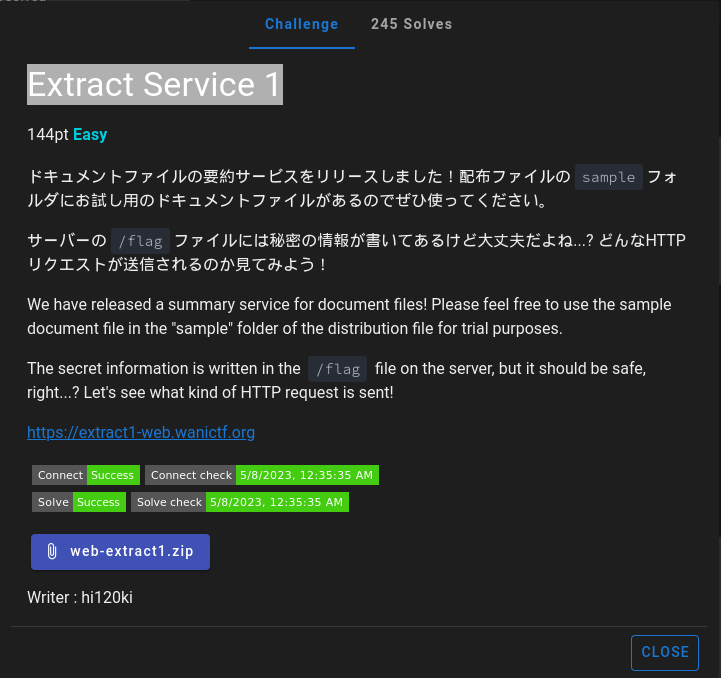 Challenge
245 Solves
Extract Service 1
144pt Easy
ドキュメントファイルの要約サービスをリリースしました！配布ファイルの sample フォ
ルダにお試し用のドキュメントファイルがあるのでぜひ使ってください。
サーバーの /flag ファイルには秘密の情報が書いてあるけど大丈夫だよね...? どんなHTTP
リクエストが送信されるのか見てみよう！
We have released a summary service for document files! Please feel free to use the sample
document file in the "sample" folder of the distribution file for trial purposes.
The secret information is written in the /flag file on the server, but it should be safe,
right...? Let's see what kind of HTTP request is sent!
https://extract1-web.wanictf.org
Connect Success Connect check 5/8/2023, 12:35:35 AM
Solve Success Solve check 5/8/2023, 12:35:35 AM
web-extract1.zip
Writer : hi120ki
CLOSE